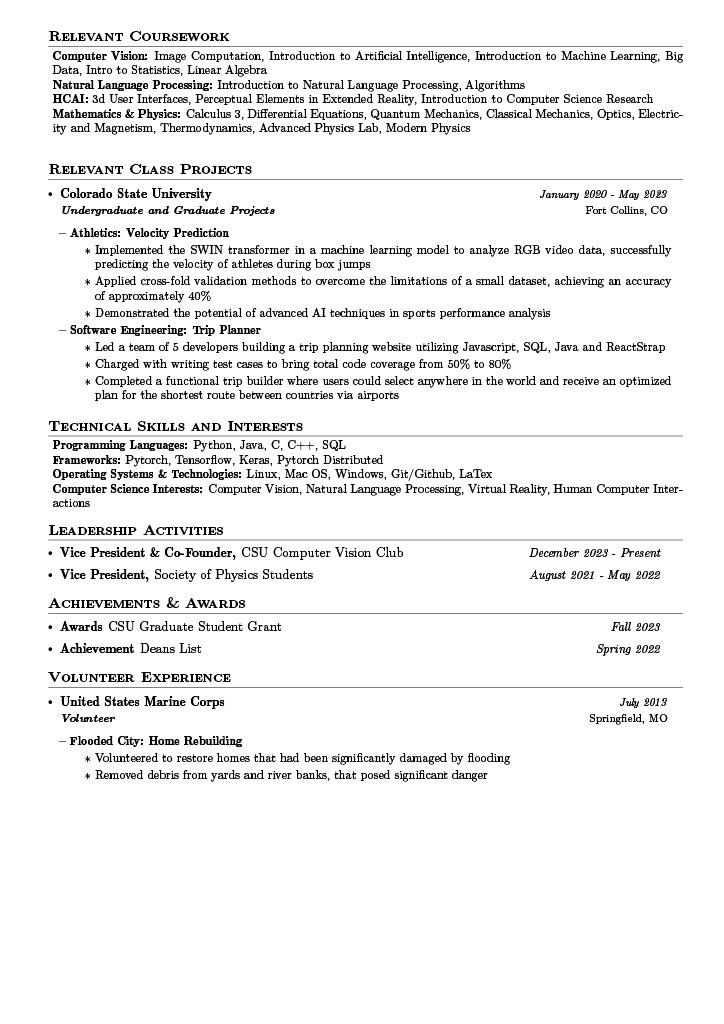 Relevant Coursework
Computer Vision: Image Computation, Introduction to Artificial Intelligence, Introduction to Machine Learning, Big
Data, Intro to Statistics, Linear Algebra
Natural Language Processing: Introduction to Natural Language Processing, Algorithms
HCAI: 3d User Interfaces, Perceptual Elements in Extended Reality, Introduction to Computer Science Research
Mathematics & Physics: Calculus 3, Differential Equations, Quantum Mechanics, Classical Mechanics, Optics, Electric-
ity and Magnetism, Thermodynamics, Advanced Physics Lab, Modern Physics
Relevant Class Projects
• Colorado State University January 2020 - May 2023
Undergraduate and Graduate Projects Fort Collins, CO
– Athletics: Velocity Prediction
∗ Implemented the SWIN transformer in a machine learning model to analyze RGB video data, successfully
predicting the velocity of athletes during box jumps
∗ Applied cross-fold validation methods to overcome the limitations of a small dataset, achieving an accuracy
of approximately 40%
∗ Demonstrated the potential of advanced AI techniques in sports performance analysis
– Software Engineering: Trip Planner
∗ Led a team of 5 developers building a trip planning website utilizing Javascript, SQL, Java and ReactStrap
∗ Charged with writing test cases to bring total code coverage from 50% to 80%
∗ Completed a functional trip builder where users could select anywhere in the world and receive an optimized
plan for the shortest route between countries via airports
Technical Skills and Interests
Programming Languages: Python, Java, C, C++, SQL
Frameworks: Pytorch, Tensorflow, Keras, Pytorch Distributed
Operating Systems & Technologies: Linux, Mac OS, Windows, Git/Github, LaTex
Computer Science Interests: Computer Vision, Natural Language Processing, Virtual Reality, Human Computer Inter-
actions
Leadership Activities
• Vice President & Co-Founder, CSU Computer Vision Club December 2023 - Present
• Vice President, Society of Physics Students August 2021 - May 2022
Achievements & Awards
• Awards CSU Graduate Student Grant Fall 2023
• Achievement Deans List Spring 2022
Volunteer Experience
• United States Marine Corps July 2013
Volunteer Springfield, MO
– Flooded City: Home Rebuilding
∗ Volunteered to restore homes that had been significantly damaged by flooding
∗ Removed debris from yards and river banks, that posed significant danger